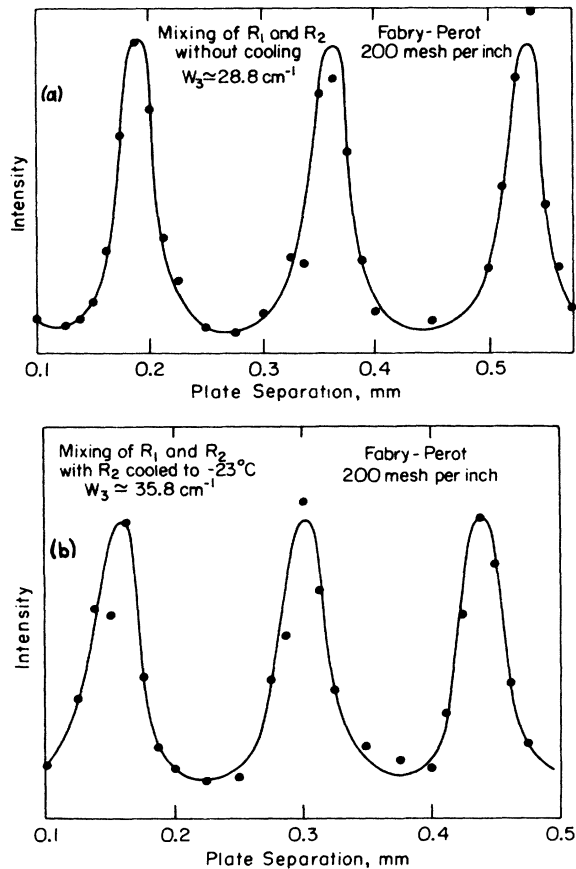 Mixing of R₁ and R₂
without cooling
W₃≃28.8 cm⁻¹
Fabry-Perot
200 mesh per inch
(a)
Intensity
0.1 0.2 0.3 0.4 0.5
Plate Separation, mm
Mixing of R₁ and R₂
with R₂ cooled to -23°C
W₃ ≃ 35.8 cm⁻¹
Fabry-Perot
200 mesh per inch
(b)
Intensity
0.1 0.2 0.3 0.4 0.5
Plate Separation, mm